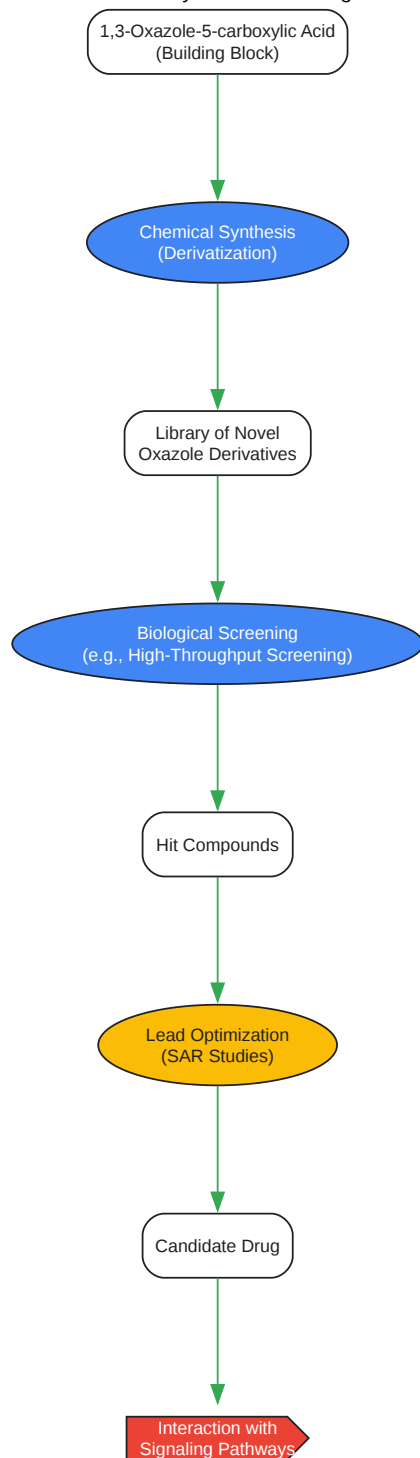 1,3-Oxazole-5-carboxylic Acid
(Building Block)
Chemical Synthesis
(Derivatization)
Library of Novel
Oxazole Derivatives
Biological Screening
(e.g., High-Throughput Screening)
Hit Compounds
Lead Optimization
(SAR Studies)
Candidate Drug
Interaction with
Signaling Pathways